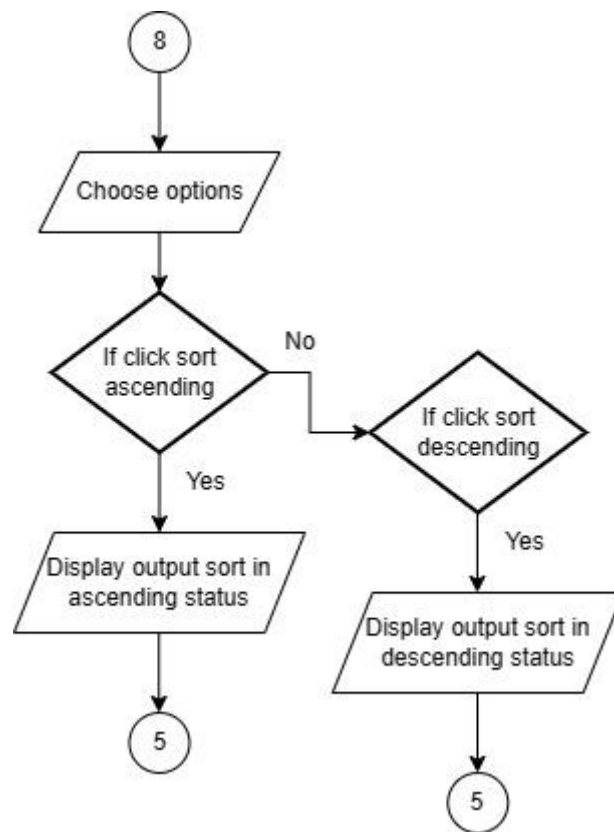 8
Choose options
If click sort
ascending
No
If click sort
descending
Yes
Display output sort in
ascending status
Yes
Display output sort in
descending status
5
5